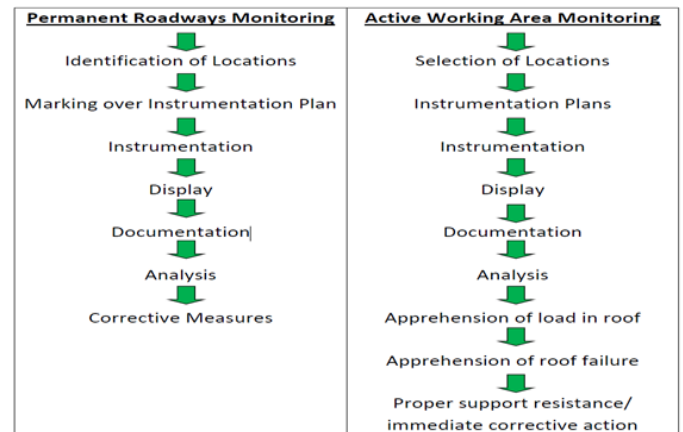 Permanent Roadways Monitoring
Identification of Locations
Marking over Instrumentation Plan
Instrumentation
Display
Documentation
Analysis
Corrective Measures
Active Working Area Monitoring
Selection of Locations
Instrumentation Plans
Instrumentation
Display
Documentation
Analysis
Apprehension of load in roof
Apprehension of roof failure
Proper support resistance/
immediate corrective action